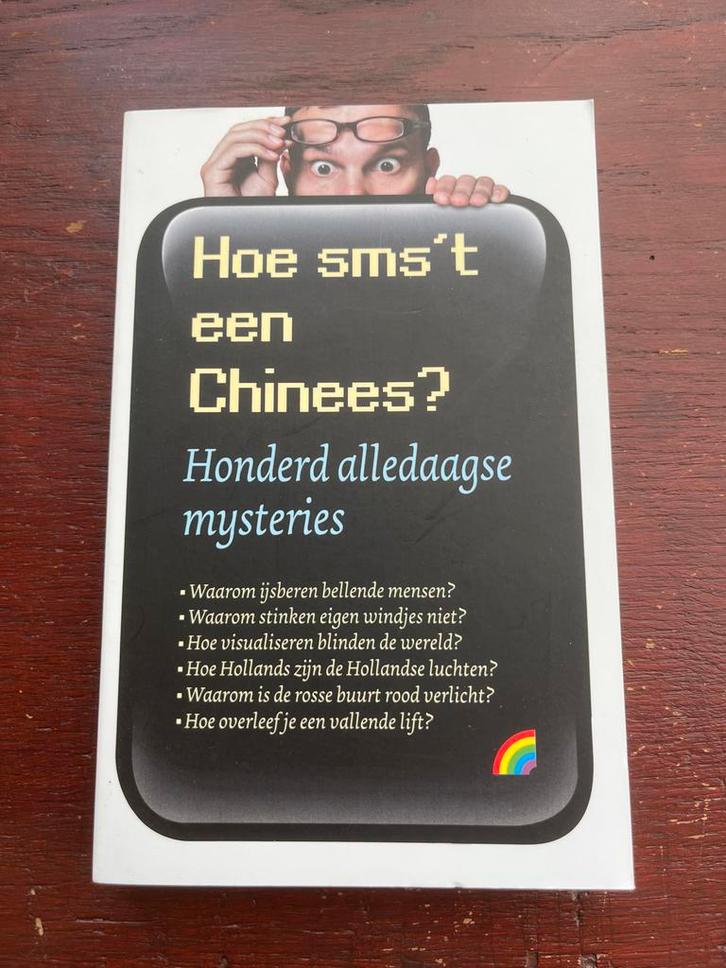 Hoe sms't
een
Chinees?
Honderd alledaagse
mysteries
▪ Waarom ijsberen bellende mensen?
▪ Waarom stinken eigen windjes niet?
▪ Hoe visualiseren blinden de wereld?
▪ Hoe Hollands zijn de Hollandse luchten?
▪ Waarom is de rosse buurt rood verlicht?
▪ Hoe overleef je een vallende lift?